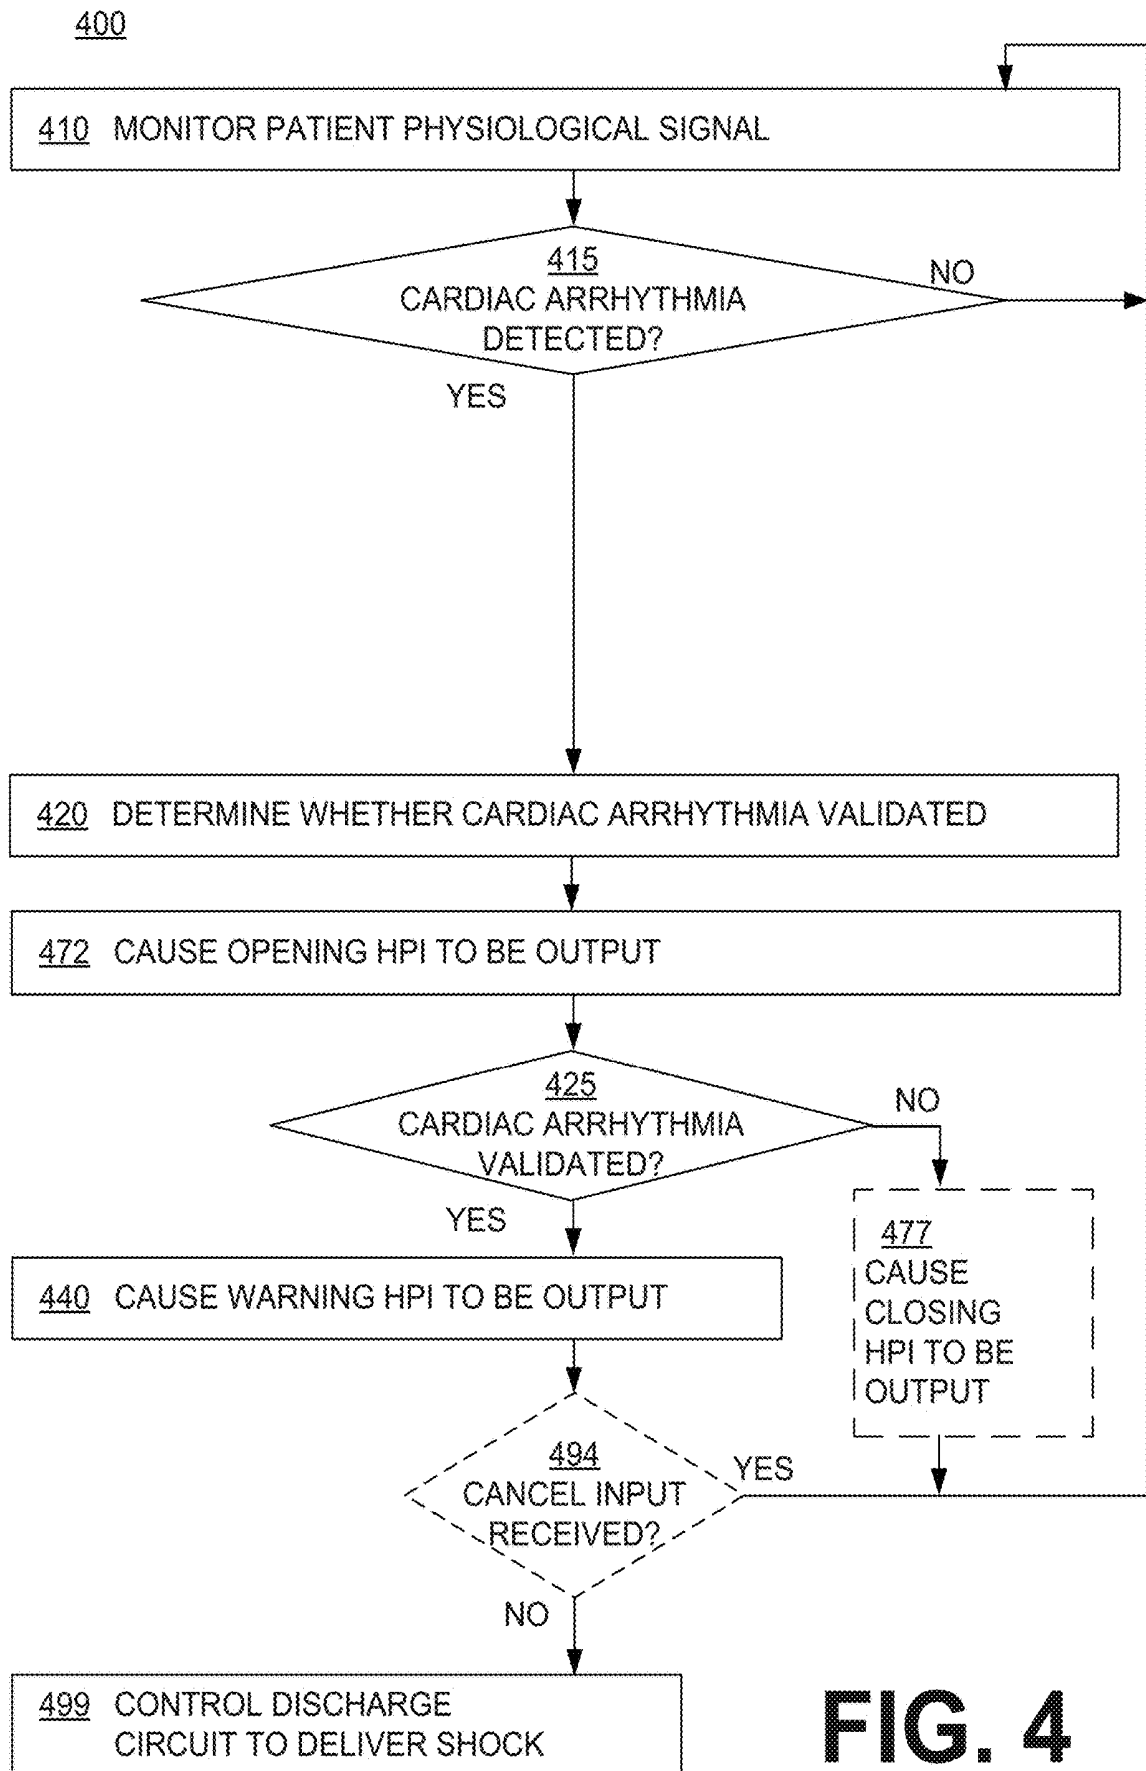 400
410 MONITOR PATIENT PHYSIOLOGICAL SIGNAL
415
CARDIAC ARRHYTHMIA
DETECTED?
NO
YES
420 DETERMINE WHETHER CARDIAC ARRHYTHMIA VALIDATED
472 CAUSE OPENING HPI TO BE OUTPUT
425
CARDIAC ARRHYTHMIA
VALIDATED?
NO
YES
477
CAUSE
CLOSING
HPI TO BE
OUTPUT
440 CAUSE WARNING HPI TO BE OUTPUT
494
CANCEL INPUT
RECEIVED?
YES
NO
499 CONTROL DISCHARGE
CIRCUIT TO DELIVER SHOCK
FIG. 4